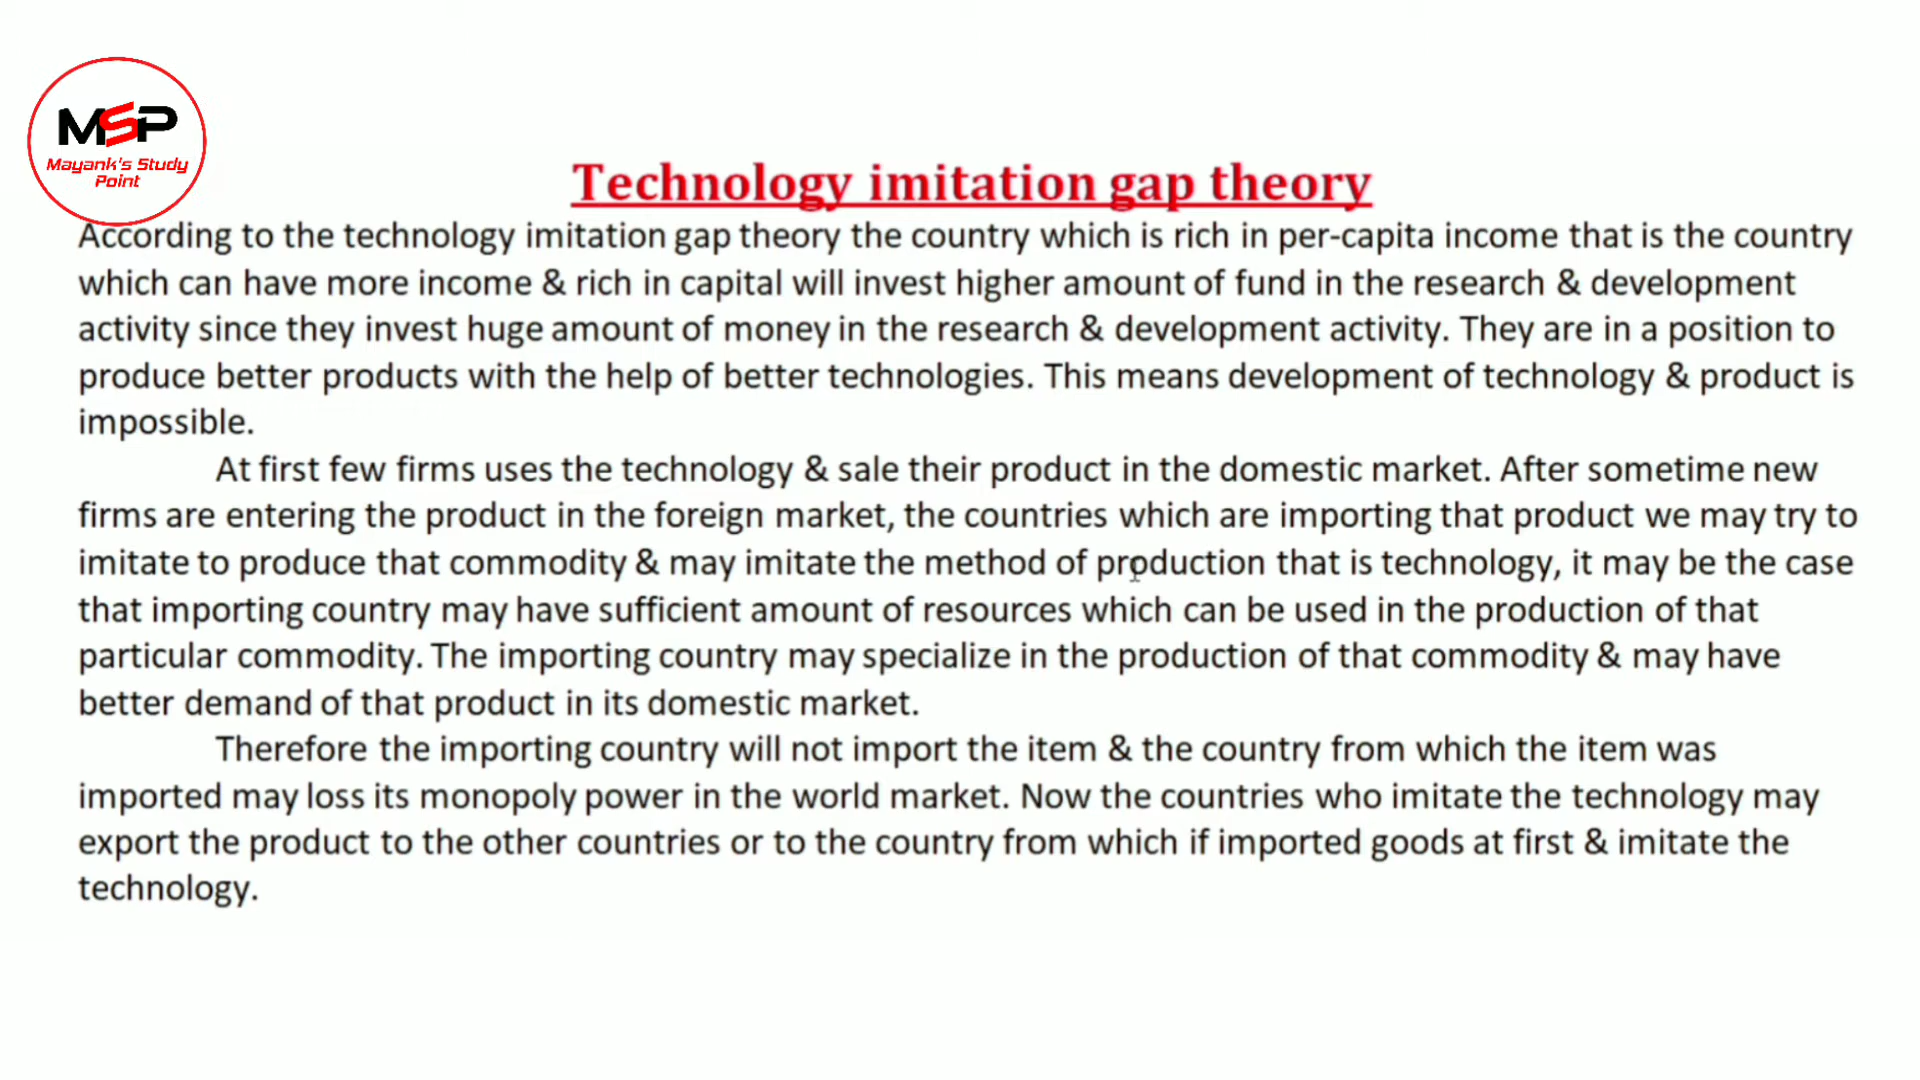 MSP
Mayank's Study
Point
Technology imitation gap theory
According to the technology imitation gap theory the country which is rich in per-capita income that is the country
which can have more income & rich in capital will invest higher amount of fund in the research & development
activity since they invest huge amount of money in the research & development activity. They are in a position to
produce better products with the help of better technologies. This means development of technology & product is
impossible.
At first few firms uses the technology & sale their product in the domestic market. After sometime new
firms are entering the product in the foreign market, the countries which are importing that product we may try to
imitate to produce that commodity & may imitate the method of production that is technology, it may be the case
that importing country may have sufficient amount of resources which can be used in the production of that
particular commodity. The importing country may specialize in the production of that commodity & may have
better demand of that product in its domestic market.
Therefore the importing country will not import the item & the country from which the item was
imported may loss its monopoly power in the world market. Now the countries who imitate the technology may
export the product to the other countries or to the country from which if imported goods at first & imitate the
technology.